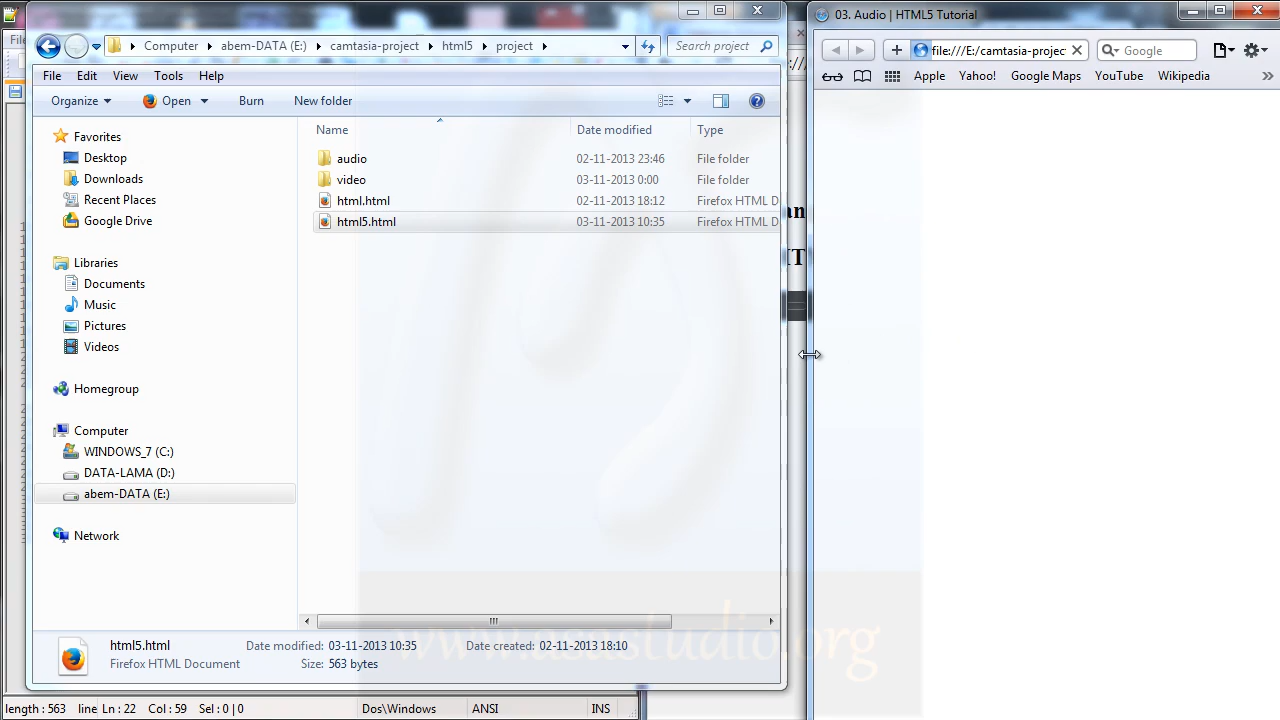 03. Audio | HTML5 Tutorial
Computer abem-DATA (E:) camtasia-project html5 project
Search project
file:///E:/camtasia-projec
Google
File Edit View Tools Help
Apple Yahoo! Google Maps YouTube Wikipedia »
Organize Open Burn New folder
Name Date modified Type
Favorites
Desktop
Downloads
Recent Places
Google Drive
Libraries
Documents
Music
Pictures
Videos
Homegroup
Computer
WINDOWS_7 (C:)
DATA-LAMA (D:)
abem-DATA (E:)
Network
audio 02-11-2013 23:46 File folder
video 03-11-2013 0:00 File folder
html.html 02-11-2013 18:12 Firefox HTML D
html5.html 03-11-2013 10:35 Firefox HTML D
html5.html Date modified: 03-11-2013 10:35 Date created: 02-11-2013 18:10
Firefox HTML Document Size: 563 bytes
www.asastudio.org
length : 563 line Ln : 22 Col : 59 Sel : 0 | 0 Dos\Windows ANSI INS